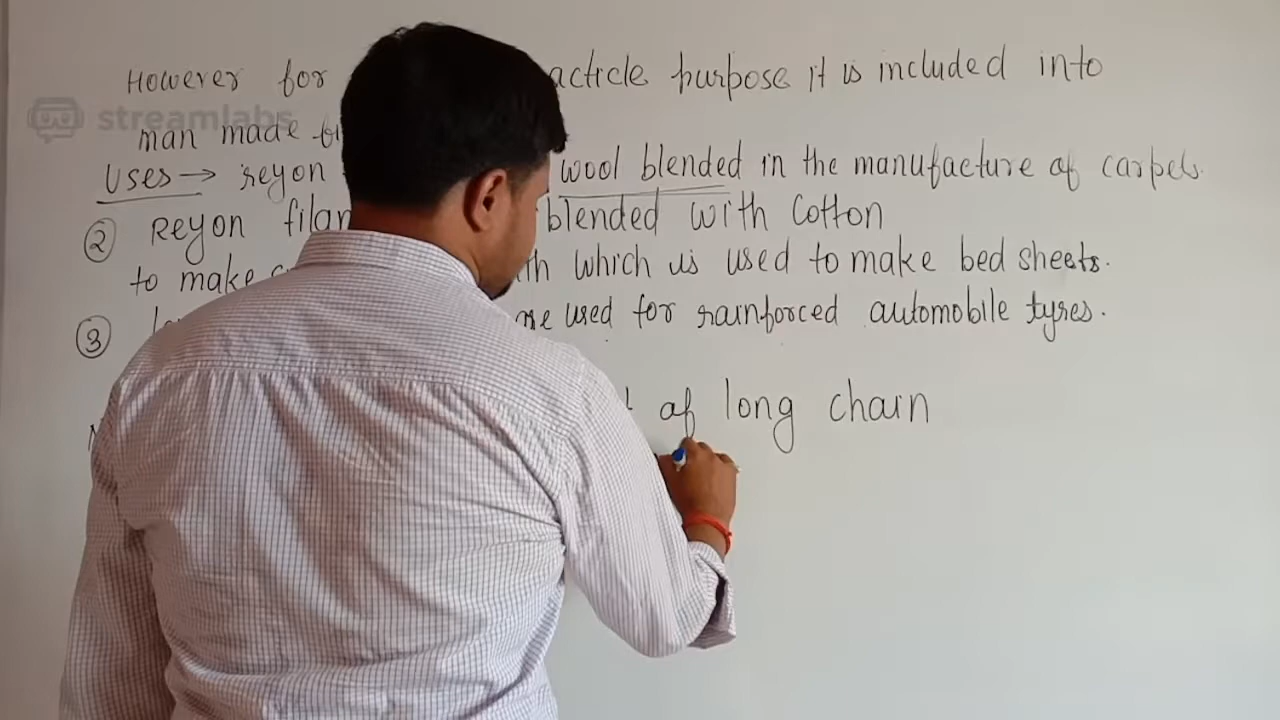 However for acticle purpose it is included into
streamlabs
man made
Uses → reyon wool blended in the manufacture of carpets.
② Reyon filam blended with Cotton
to make which is used to make bed sheets.
③ are used for rainforced automobile tyres.
of long chain